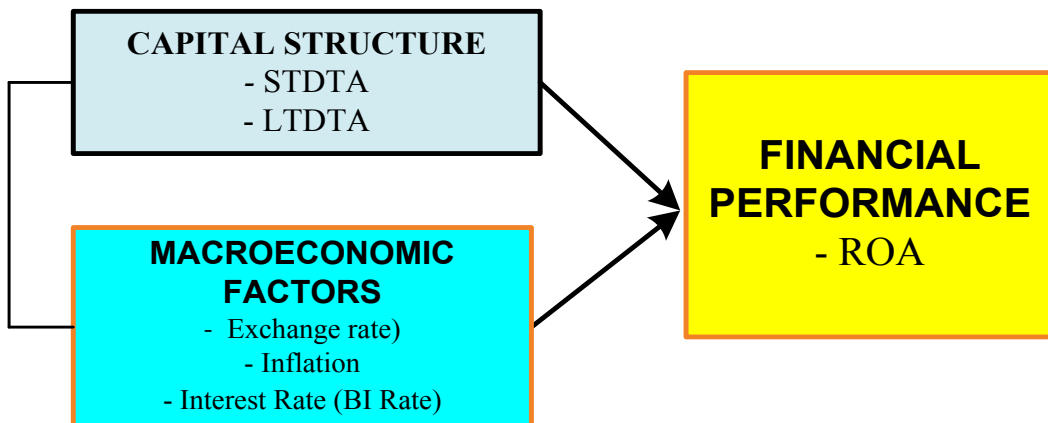 CAPITAL STRUCTURE
- STDTA
- LTDTA
MACROECONOMIC
FACTORS
- Exchange rate)
- Inflation
- Interest Rate (BI Rate)
FINANCIAL
PERFORMANCE
- ROA